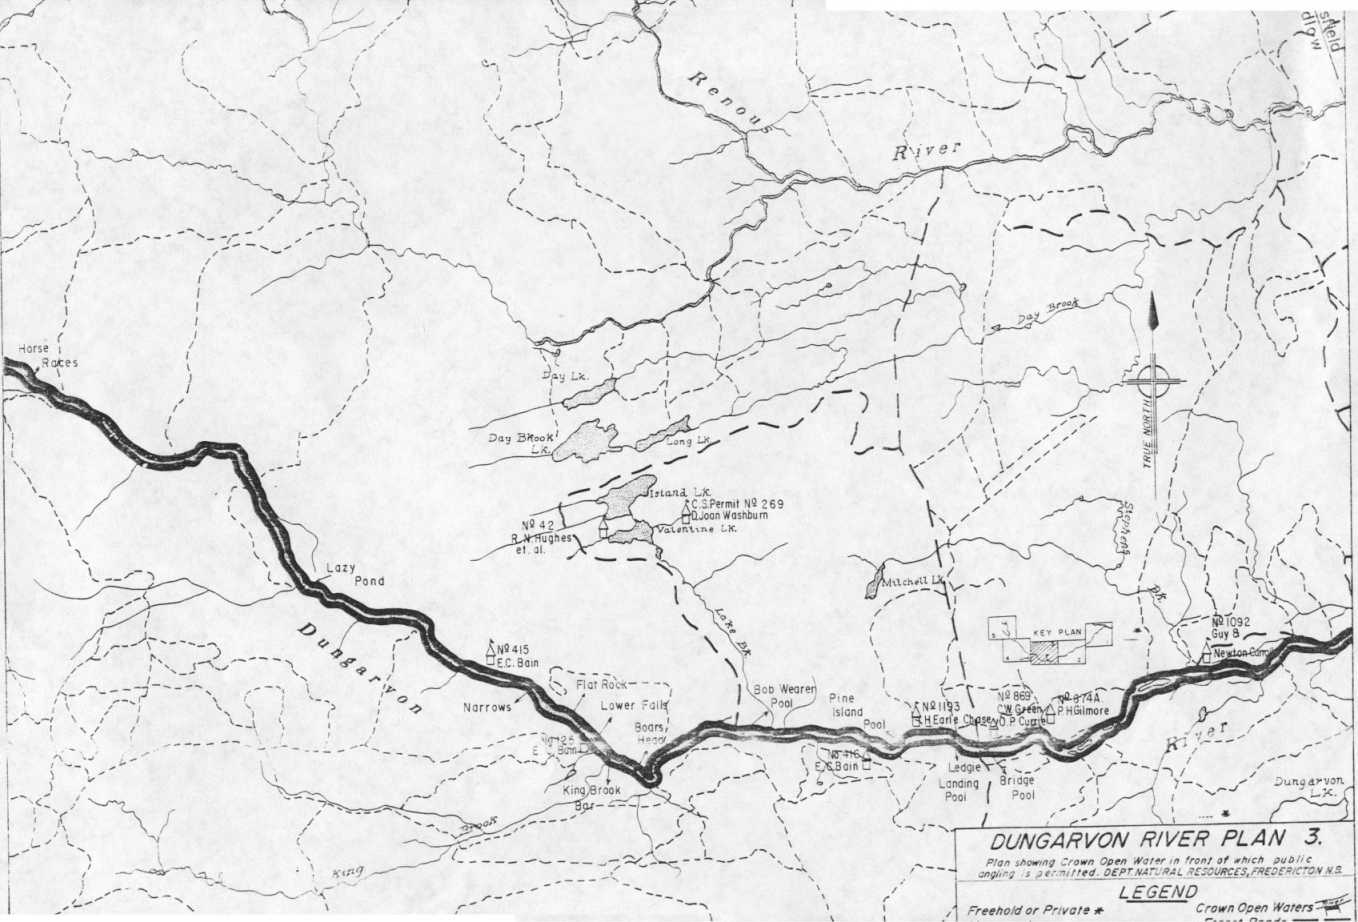 Renous
River
Horse
Races
Day Brook
Day Lk.
Day Brook
Lk.
Long Lk.
TRUE NORTH
Island Lk.
C.S.Permit Nº 269
D.Joan Washburn
Valentine Lk.
Nº 42
R.N.Hughes
et. al.
Stephens
Bk.
Mitchell Lk.
Lazy
Pond
Lake Bk.
Dungarvon
KEY PLAN
Nº 1092
Guy B
Newton
Nº 415
E.C. Bain
Flat Rock
Lower Falls
Narrows
Boars
Head
Bob Wearer
Pool
Pine
Island
Pool
Nº 1193
H.Earle Chase
Nº 869
C.W.Green
O. P. Currie
Nº 874A
P.H.Gilmore
River
E. Bain
Nº 416
E.C.Bain
King Brook
Bar
Ledgie
Landing
Pool
Bridge
Pool
Dungarvon
Lk.
King
Brook
DUNGARVON RIVER PLAN 3.
Plan showing Crown Open Water in front of which public
angling is permitted. DEPT. NATURAL RESOURCES, FREDERICTON N.B.
LEGEND
Freehold or Private *
Crown Open Waters